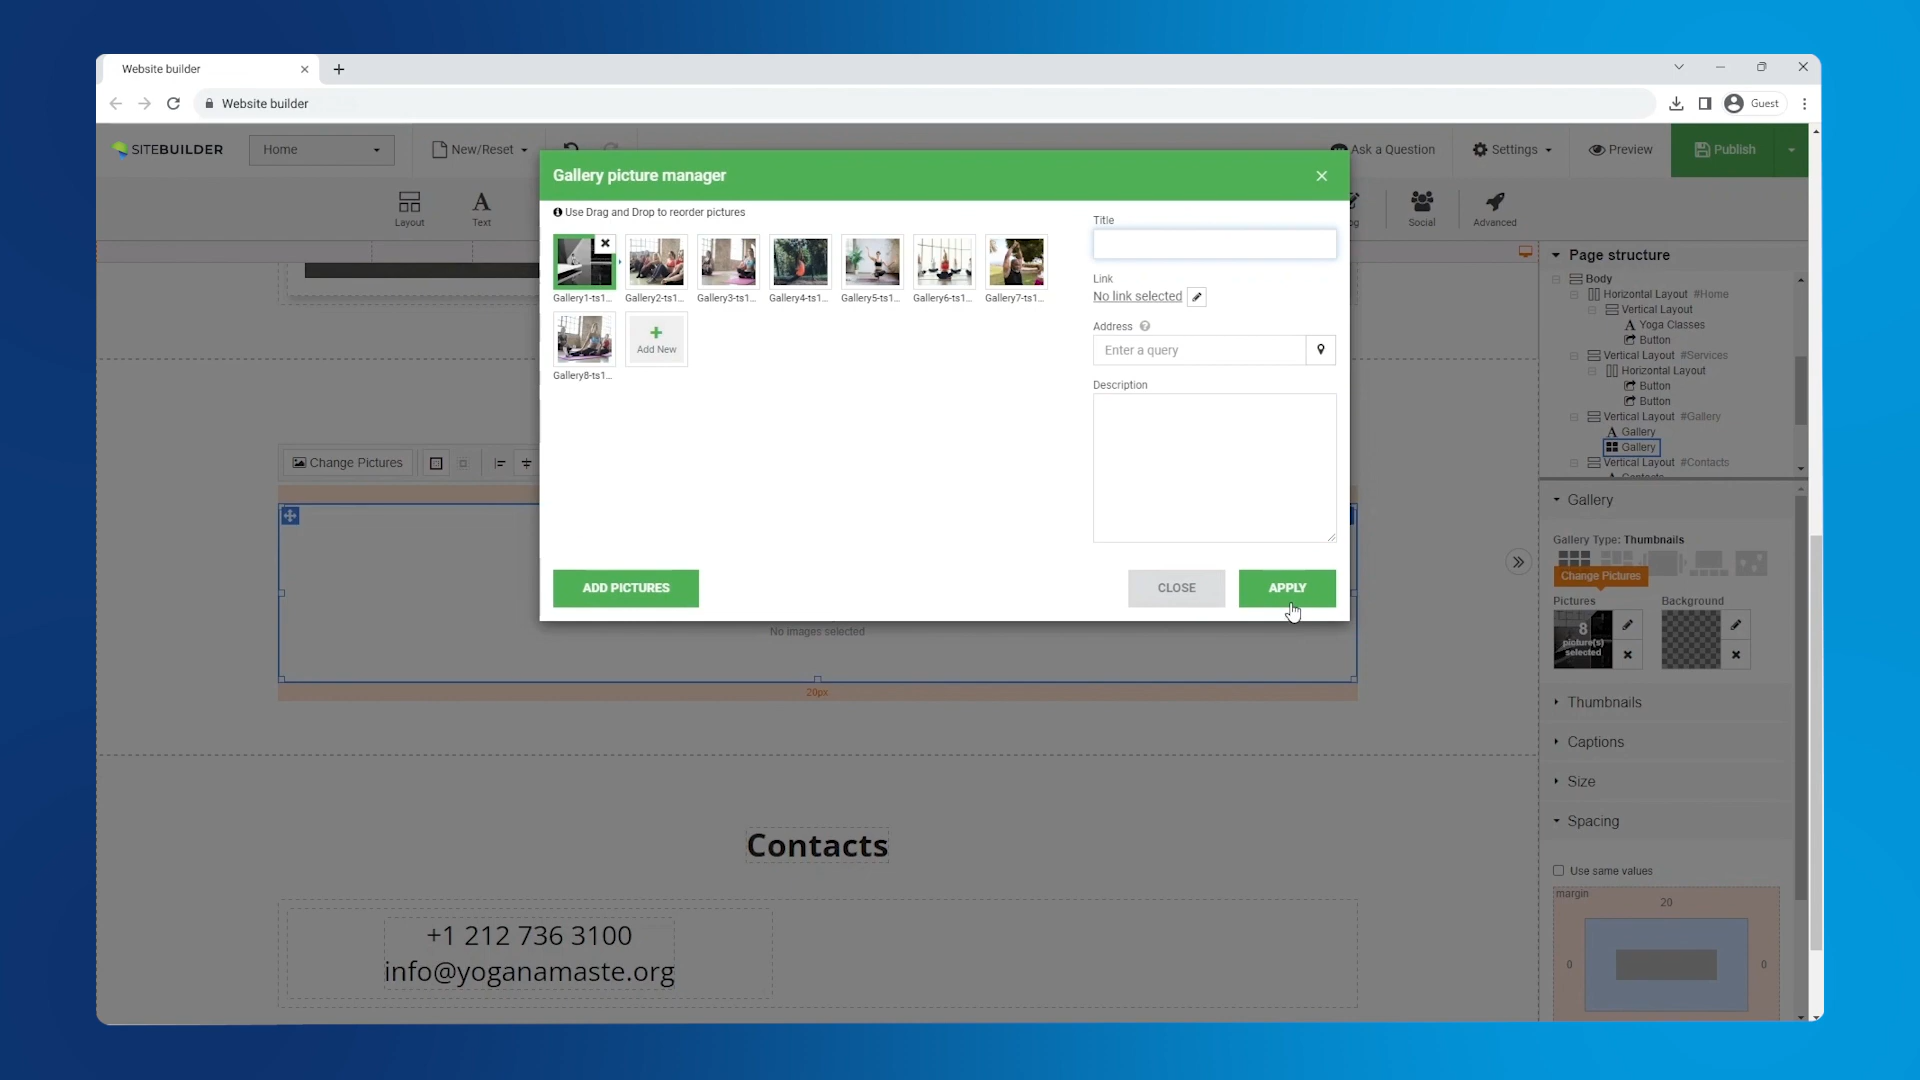 Website builder
Website builder
Guest
SITEBUILDER
Home
New/Reset
Ask a Question
Settings
Preview
Publish
Layout
Text
Social
Advanced
Gallery picture manager
Use Drag and Drop to reorder pictures
Gallery1-ts1...
Gallery2-ts1...
Gallery3-ts1...
Gallery4-ts1...
Gallery5-ts1...
Gallery6-ts1...
Gallery7-ts1...
Gallery8-ts1...
Add New
Title
Link
No link selected
Address
Enter a query
Description
ADD PICTURES
CLOSE
APPLY
Change Pictures
No images selected
20px
Contacts
+1 212 736 3100
info@yoganamaste.org
Page structure
Body
Horizontal Layout #Home
Vertical Layout
Yoga Classes
Button
Vertical Layout #Services
Horizontal Layout
Button
Button
Vertical Layout #Gallery
Gallery
Gallery
Vertical Layout #Contacts
Gallery
Gallery Type: Thumbnails
Change Pictures
Pictures
Background
8
picture(s)
selected
Thumbnails
Captions
Size
Spacing
Use same values
margin
20
0
0